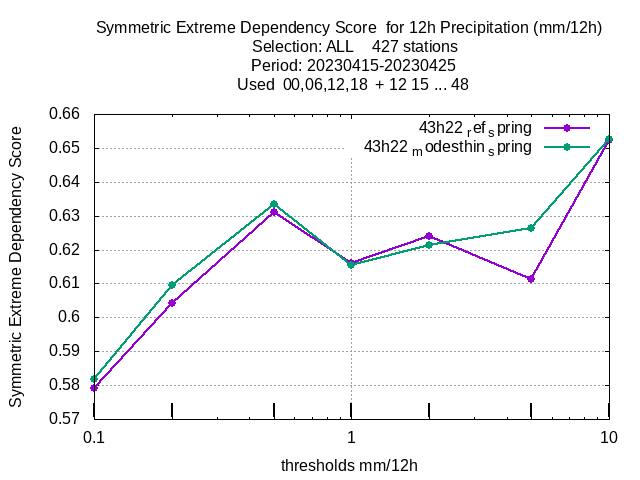 Symmetric Extreme Dependency Score for 12h Precipitation (mm/12h)
Selection: ALL 427 stations
Period: 20230415-20230425
Used 00,06,12,18 + 12 15 ... 48
43h22 ref spring
43h22 modesthin spring
Symmetric Extreme Dependency Score
0.66
0.65
0.64
0.63
0.62
0.61
0.6
0.59
0.58
0.57
0.1 1 10
thresholds mm/12h